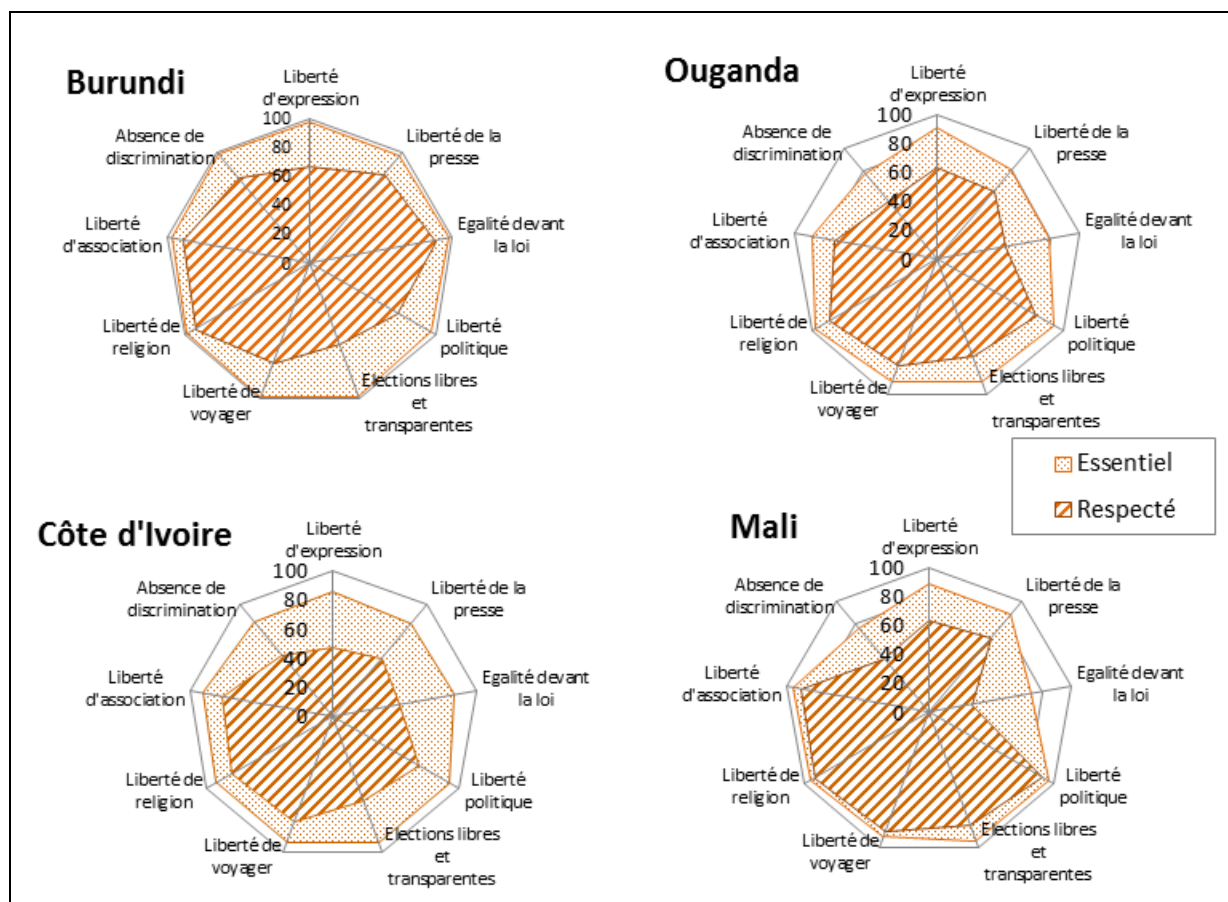 Burundi
Liberté
d'expression
Liberté de la
presse
Egalité devant
la loi
Liberté
politique
Elections libres
et
transparentes
Liberté de
voyager
Liberté de
religion
Liberté
d'association
Absence de
discrimination
100
80
60
40
20
0
Ouganda
Liberté
d'expression
Liberté de la
presse
Egalité devant
la loi
Liberté
politique
Elections libres
et
transparentes
Liberté de
voyager
Liberté de
religion
Liberté
d'association
Absence de
discrimination
100
80
60
40
20
0
Essentiel
Respecté
Côte d'Ivoire
Liberté
d'expression
Liberté de la
presse
Egalité devant
la loi
Liberté
politique
Elections libres
et
transparentes
Liberté de
voyager
Liberté de
religion
Liberté
d'association
Absence de
discrimination
100
80
60
40
20
0
Mali
Liberté
d'expression
Liberté de la
presse
Egalité devant
la loi
Liberté
politique
Elections libres
et
transparentes
Liberté de
voyager
Liberté de
religion
Liberté
d'association
Absence de
discrimination
100
80
60
40
20
0